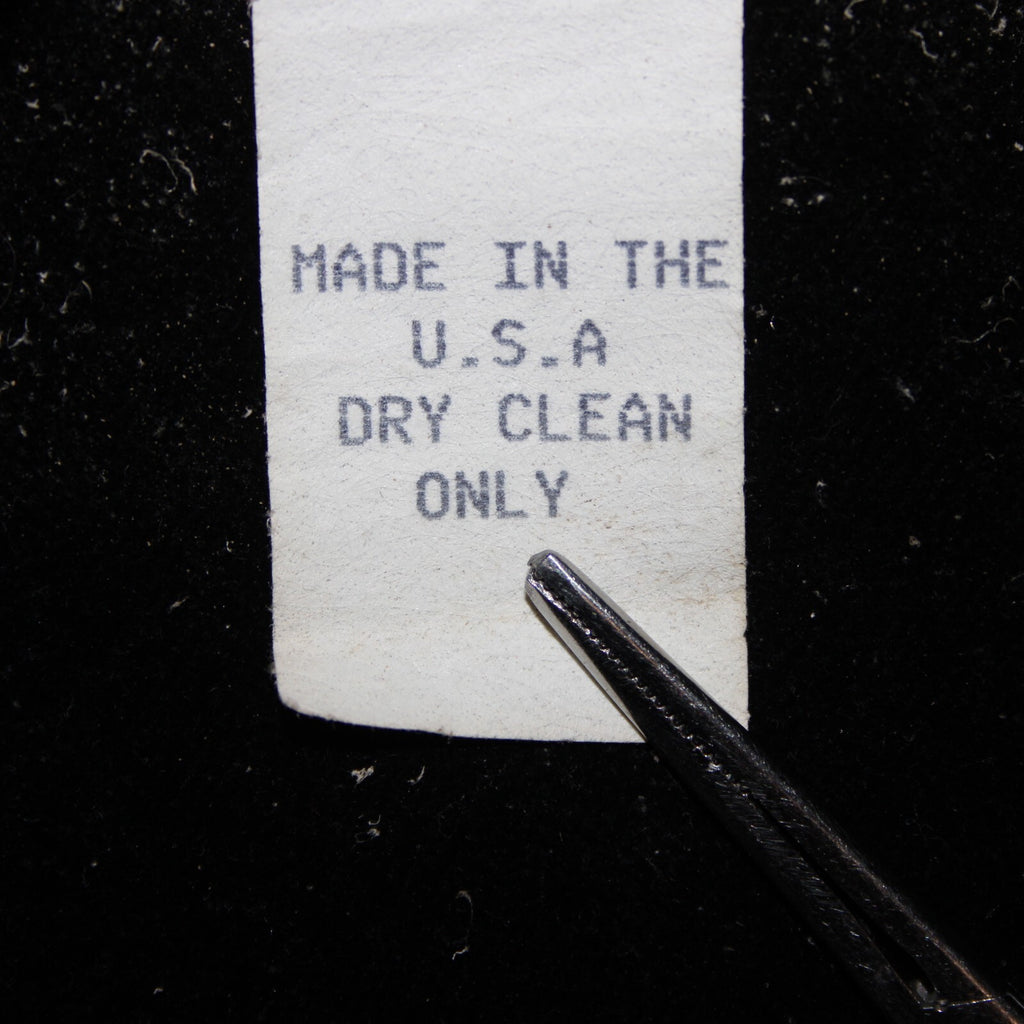 MADE IN THE
U.S.A
DRY CLEAN
ONLY